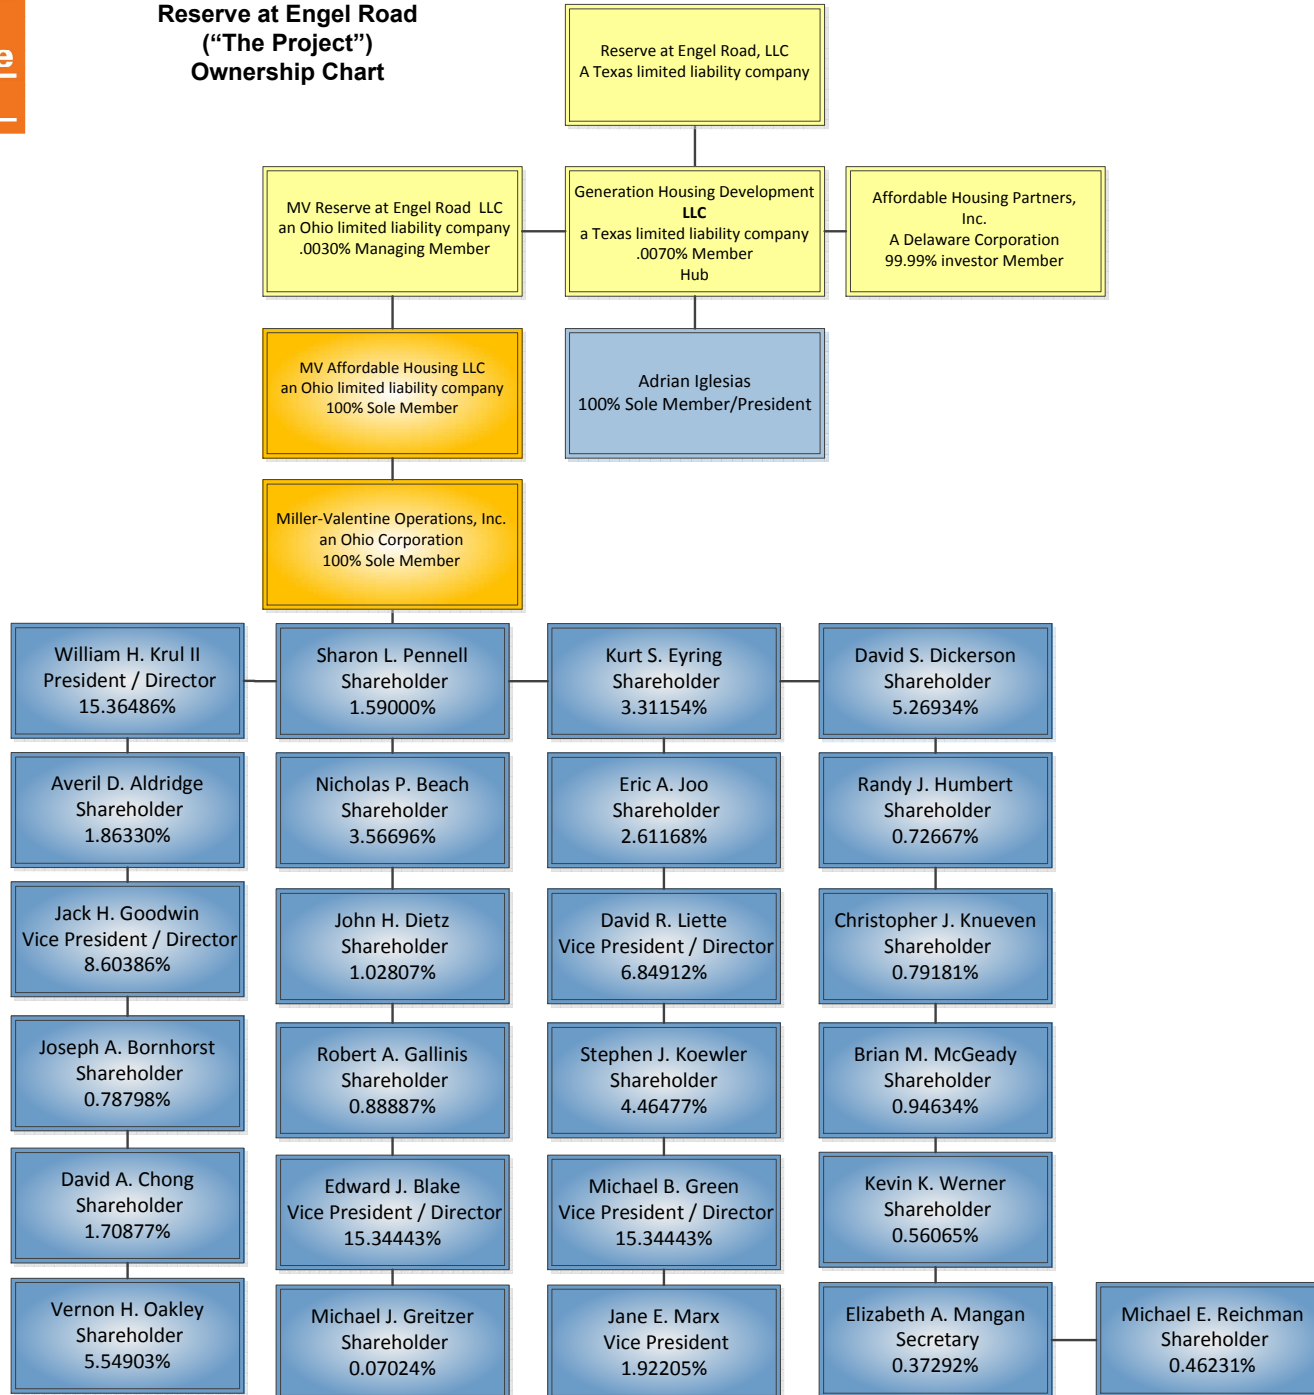 e
Reserve at Engel Road
(“The Project”)
Ownership Chart
Reserve at Engel Road, LLC
A Texas limited liability company
MV Reserve at Engel Road LLC
an Ohio limited liability company
.0030% Managing Member
Generation Housing Development
LLC
a Texas limited liability company
.0070% Member
Hub
Affordable Housing Partners,
Inc.
A Delaware Corporation
99.99% investor Member
MV Affordable Housing LLC
an Ohio limited liability company
100% Sole Member
Adrian Iglesias
100% Sole Member/President
Miller-Valentine Operations, Inc.
an Ohio Corporation
100% Sole Member
William H. Krul II
President / Director
15.36486%
Sharon L. Pennell
Shareholder
1.59000%
Kurt S. Eyring
Shareholder
3.31154%
David S. Dickerson
Shareholder
5.26934%
Averil D. Aldridge
Shareholder
1.86330%
Nicholas P. Beach
Shareholder
3.56696%
Eric A. Joo
Shareholder
2.61168%
Randy J. Humbert
Shareholder
0.72667%
Jack H. Goodwin
Vice President / Director
8.60386%
John H. Dietz
Shareholder
1.02807%
David R. Liette
Vice President / Director
6.84912%
Christopher J. Knueven
Shareholder
0.79181%
Joseph A. Bornhorst
Shareholder
0.78798%
Robert A. Gallinis
Shareholder
0.88887%
Stephen J. Koewler
Shareholder
4.46477%
Brian M. McGeady
Shareholder
0.94634%
David A. Chong
Shareholder
1.70877%
Edward J. Blake
Vice President / Director
15.34443%
Michael B. Green
Vice President / Director
15.34443%
Kevin K. Werner
Shareholder
0.56065%
Vernon H. Oakley
Shareholder
5.54903%
Michael J. Greitzer
Shareholder
0.07024%
Jane E. Marx
Vice President
1.92205%
Elizabeth A. Mangan
Secretary
0.37292%
Michael E. Reichman
Shareholder
0.46231%